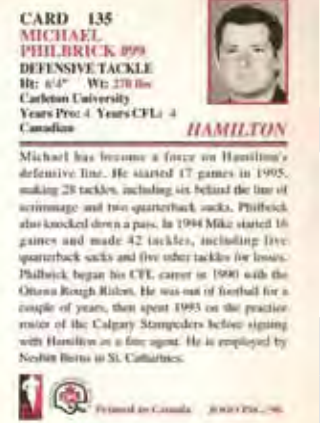 CARD 135
MICHAEL
PHILBRICK #99
DEFENSIVE TACKLE
Ht: 6'4" Wt: 270 lbs
Carleton University
Years Pro: 4 Years CFL: 4
Canadian
HAMILTON
Michael has become a force on Hamilton's
defensive line. He started 17 games in 1995,
making 28 tackles, including six behind the line of
scrimmage and two quarterback sacks. Philbrick
also knocked down a pass. In 1994 Mike started 16
games and made 42 tackles, including five
quarterback sacks and five other tackles for losses.
Philbrick began his CFL career in 1990 with the
Ottawa Rough Riders. He was out of football for a
couple of years, then spent 1993 on the practice
roster of the Calgary Stampeders before signing
with Hamilton as a free agent. He is employed by
Nesbitt Burns in St. Catharines.
Printed in Canada JOGO INC.